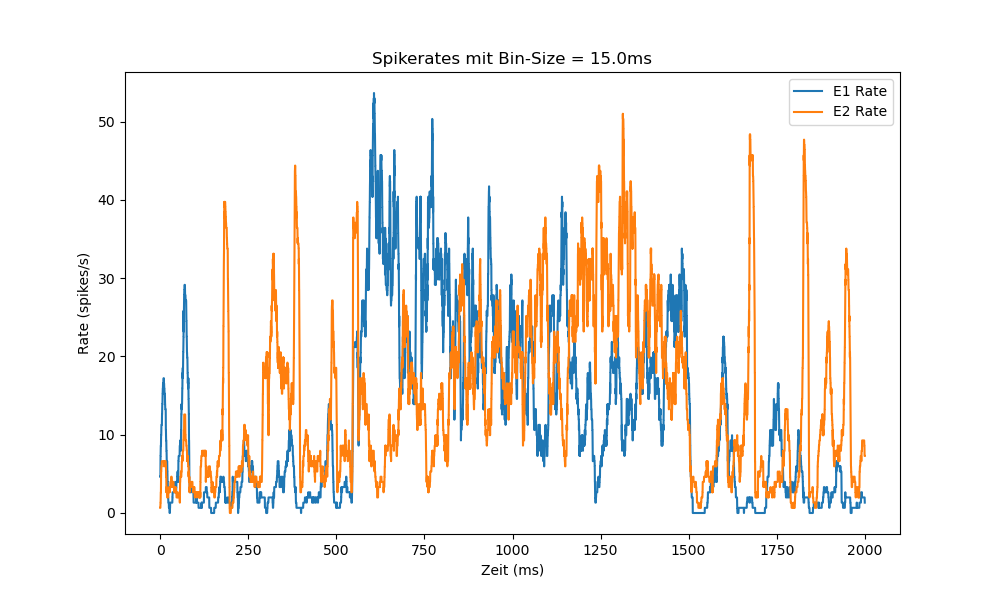 Spikerates mit Bin-Size = 15.0ms
E1 Rate
E2 Rate
Rate (spikes/s)
50
40
30
20
10
0
0 250 500 750 1000 1250 1500 1750 2000
Zeit (ms)